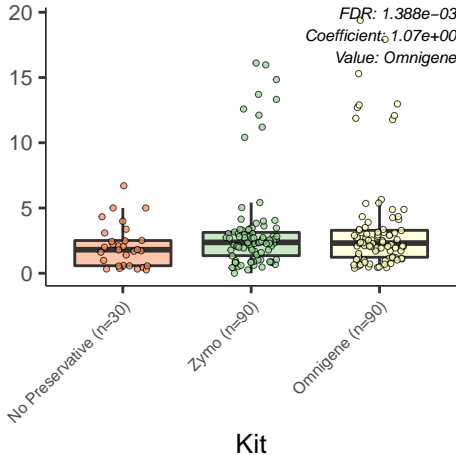 FDR: 1.388e−03
Coefficient: 1.07e+00
Value: Omnigene
20
15
10
5
0
No Preservative (n=30)
Zymo (n=90)
Omnigene (n=90)
Kit